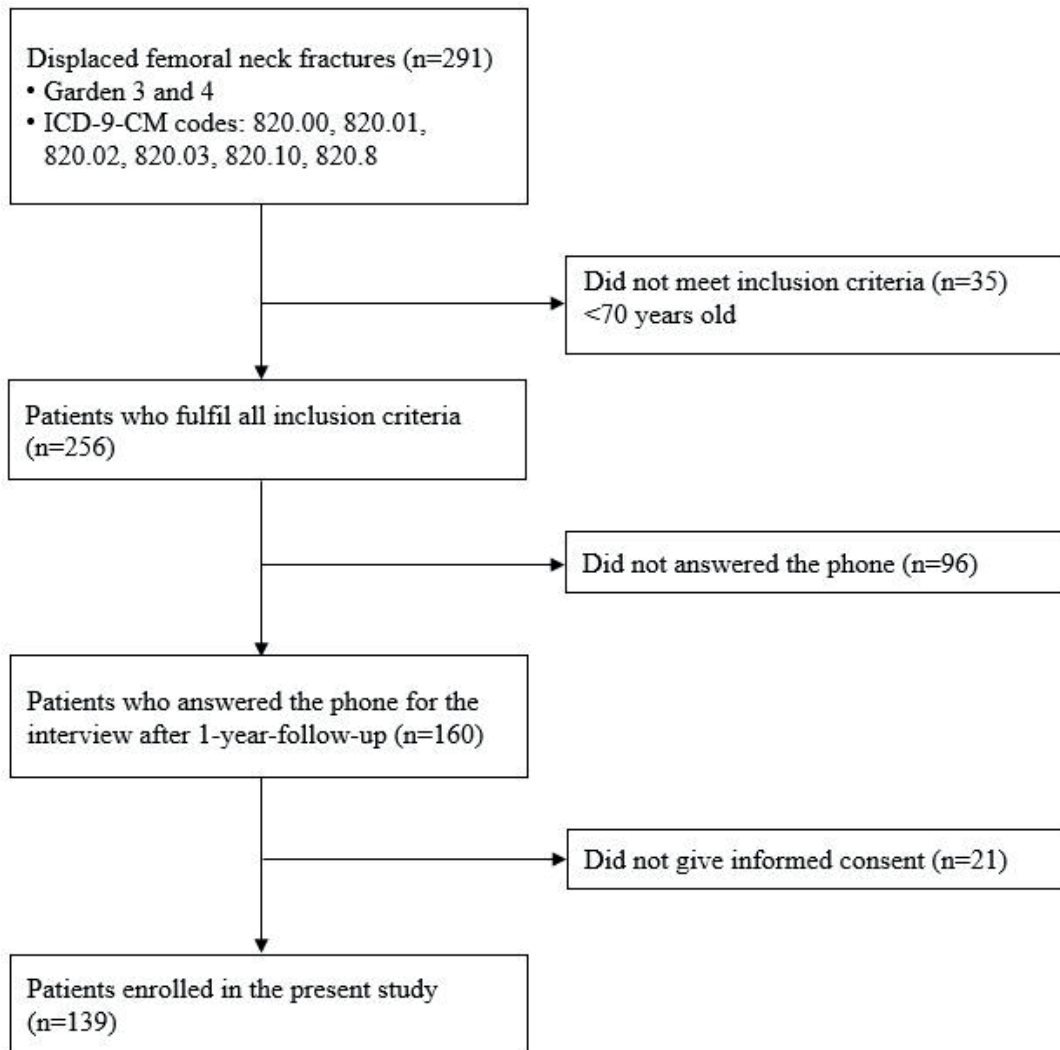 Displaced femoral neck fractures (n=291)
• Garden 3 and 4
• ICD-9-CM codes: 820.00, 820.01,
820.02, 820.03, 820.10, 820.8
Did not meet inclusion criteria (n=35)
<70 years old
Patients who fulfil all inclusion criteria
(n=256)
Did not answered the phone (n=96)
Patients who answered the phone for the
interview after 1-year-follow-up (n=160)
Did not give informed consent (n=21)
Patients enrolled in the present study
(n=139)